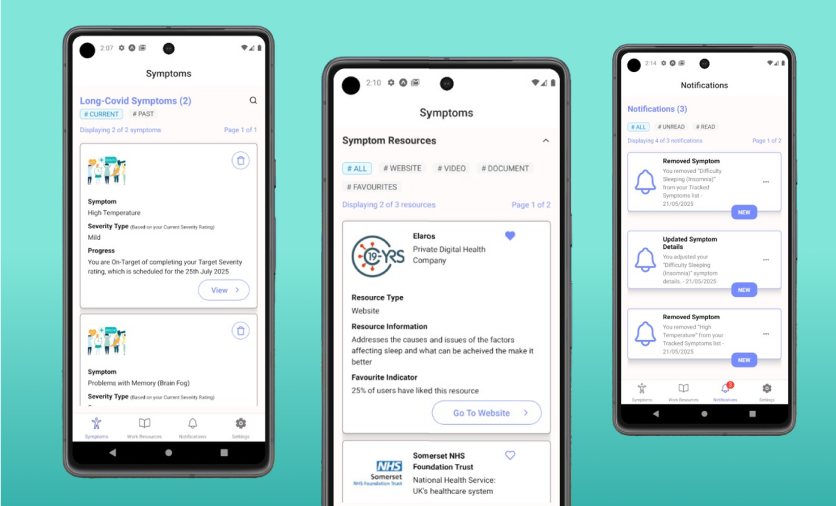 2:07
Symptoms
Long-Covid Symptoms (2)
# CURRENT # PAST
Displaying 2 of 2 symptoms Page 1 of 1
Symptom
High Temperature
Severity Type (Based on your Current Severity Rating)
Mild
Progress
You are On-Target of completing your Target Severity
rating, which is scheduled for the 25th July 2025
View >
Symptom
Problems with Memory (Brain Fog)
Severity Type (Based on your Current Severity Rating)
Symptoms Work Resources Notifications Settings
2:10
Symptoms
Symptom Resources
# ALL # WEBSITE # VIDEO # DOCUMENT
# FAVOURITES
Displaying 2 of 3 resources Page 1 of 2
C19-YRS
Elaros
Private Digital Health
Company
Resource Type
Website
Resource Information
Addresses the causes and issues of the factors
affecting sleep and what can be acheived the make it
better
Favourite Indicator
25% of users have liked this resource
Go To Website >
NHS
Somerset
NHS Foundation Trust
Somerset NHS
Foundation Trust
National Health Service:
UK's healthcare system
2:14
Notifications
Notifications (3)
# ALL # UNREAD # READ
Displaying 4 of 3 notifications Page 1 of 2
Removed Symptom
You removed "Difficulty
Sleeping (Insomnia)"
from your Tracked
Symptoms list -
21/05/2025
NEW
Updated Symptom
Details
You adjusted your
"Difficulty Sleeping
(Insomnia)" symptom
details. - 21/05/2025
NEW
Removed Symptom
You removed "High
Temperature" from your
Tracked Symptoms list -
21/05/2025
NEW
3
Symptoms Work Resources Notifications Settings